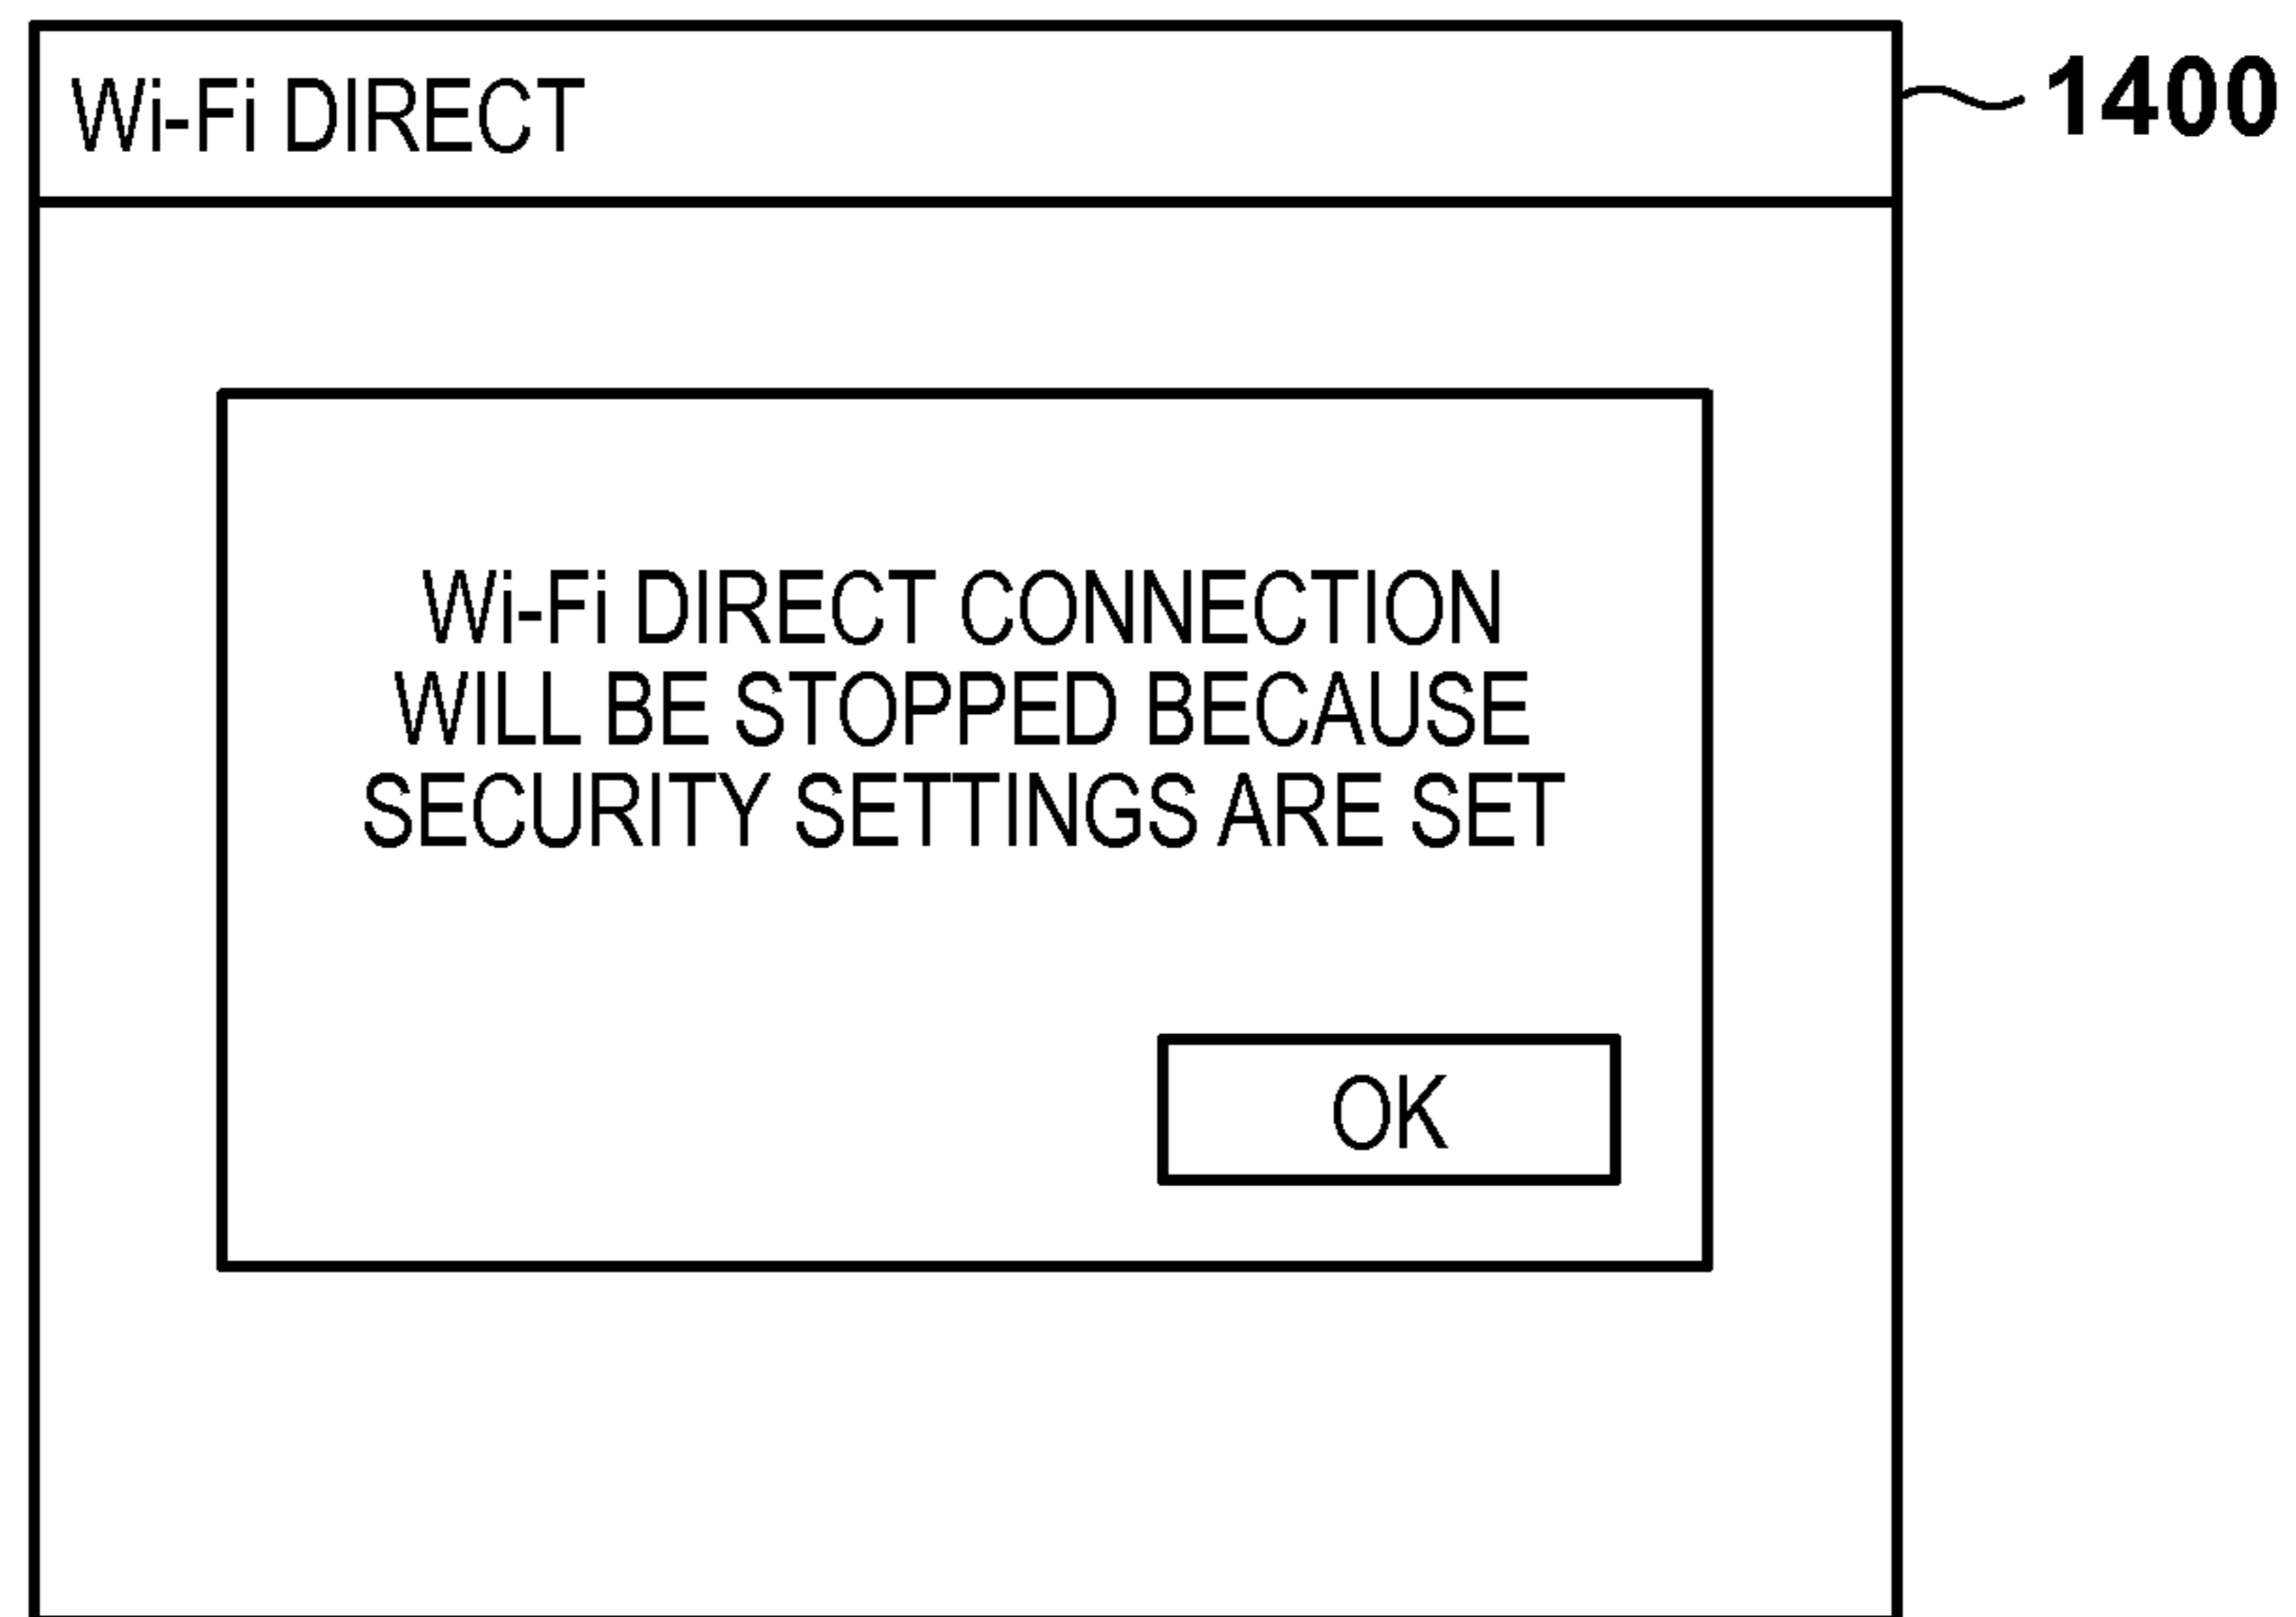 Wi-Fi DIRECT
1400
Wi-Fi DIRECT CONNECTION
WILL BE STOPPED BECAUSE
SECURITY SETTINGS ARE SET
OK